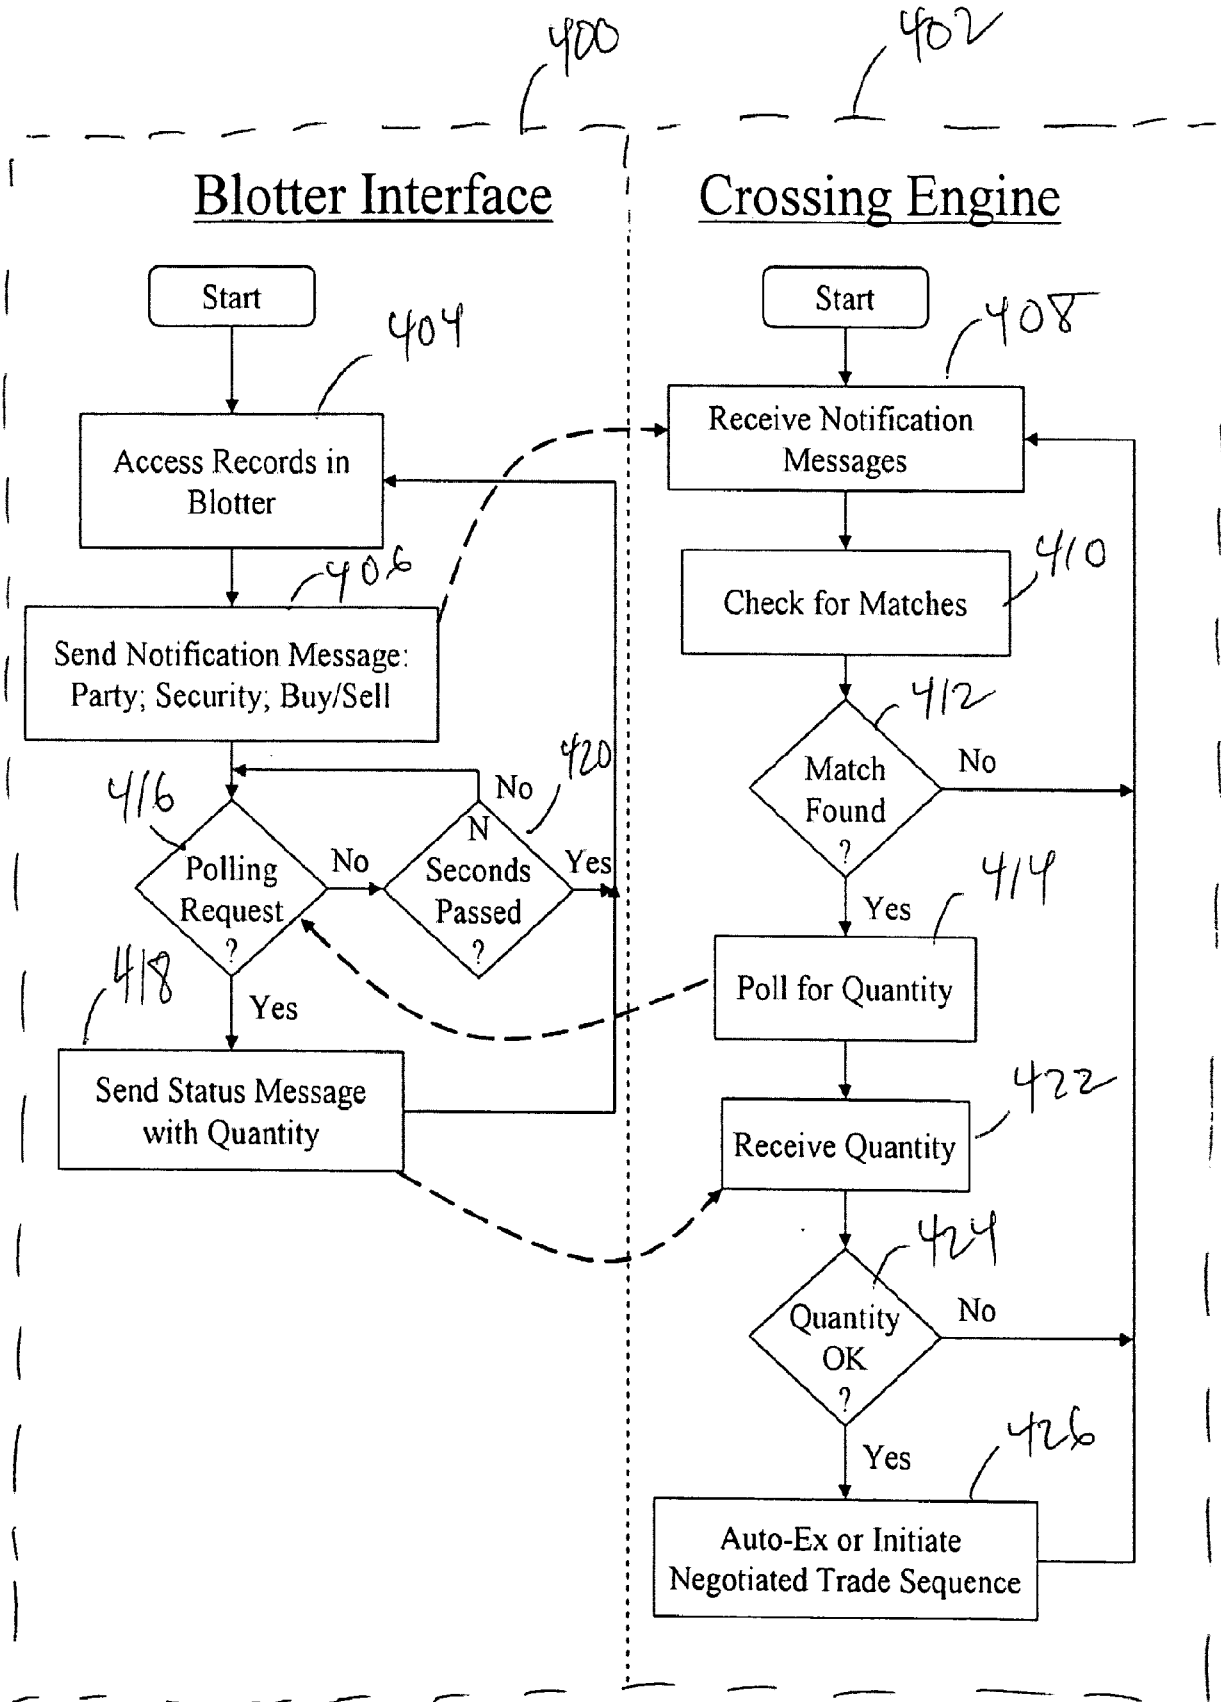 400
402
Blotter Interface
Crossing Engine
Start
404
Access Records in
Blotter
406
Send Notification Message:
Party; Security; Buy/Sell
416
Polling
Request
?
No
Yes
420
No
N
Seconds
Passed
?
Yes
418
Send Status Message
with Quantity
Start
408
Receive Notification
Messages
410
Check for Matches
412
Match
Found
?
No
Yes
414
Poll for Quantity
422
Receive Quantity
424
Quantity
OK
?
No
Yes
426
Auto-Ex or Initiate
Negotiated Trade Sequence